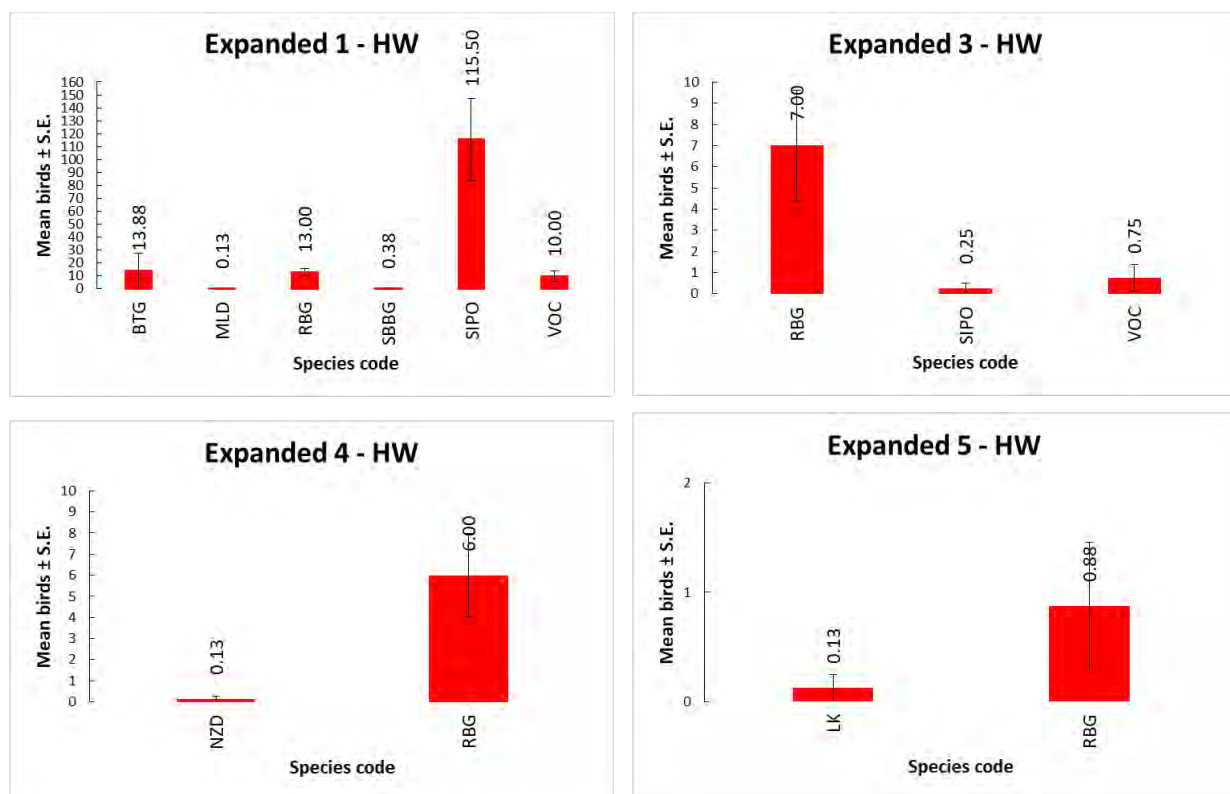 Expanded 1 - HW
Mean birds ± S.E.
160
150
140
130
120
110
100
90
80
70
60
50
40
30
20
10
0
13.88
0.13
13.00
0.38
115.50
10.00
BTG
MLD
RBG
SBBG
SIPO
VOC
Species code
Expanded 3 - HW
Mean birds ± S.E.
10
9
8
7
6
5
4
3
2
1
0
7.00
0.25
0.75
RBG
SIPO
VOC
Species code
Expanded 4 - HW
Mean birds ± S.E.
10
9
8
7
6
5
4
3
2
1
0
0.13
6.00
NZD
RBG
Species code
Expanded 5 - HW
Mean birds ± S.E.
2
1
0
0.13
0.88
LK
RBG
Species code